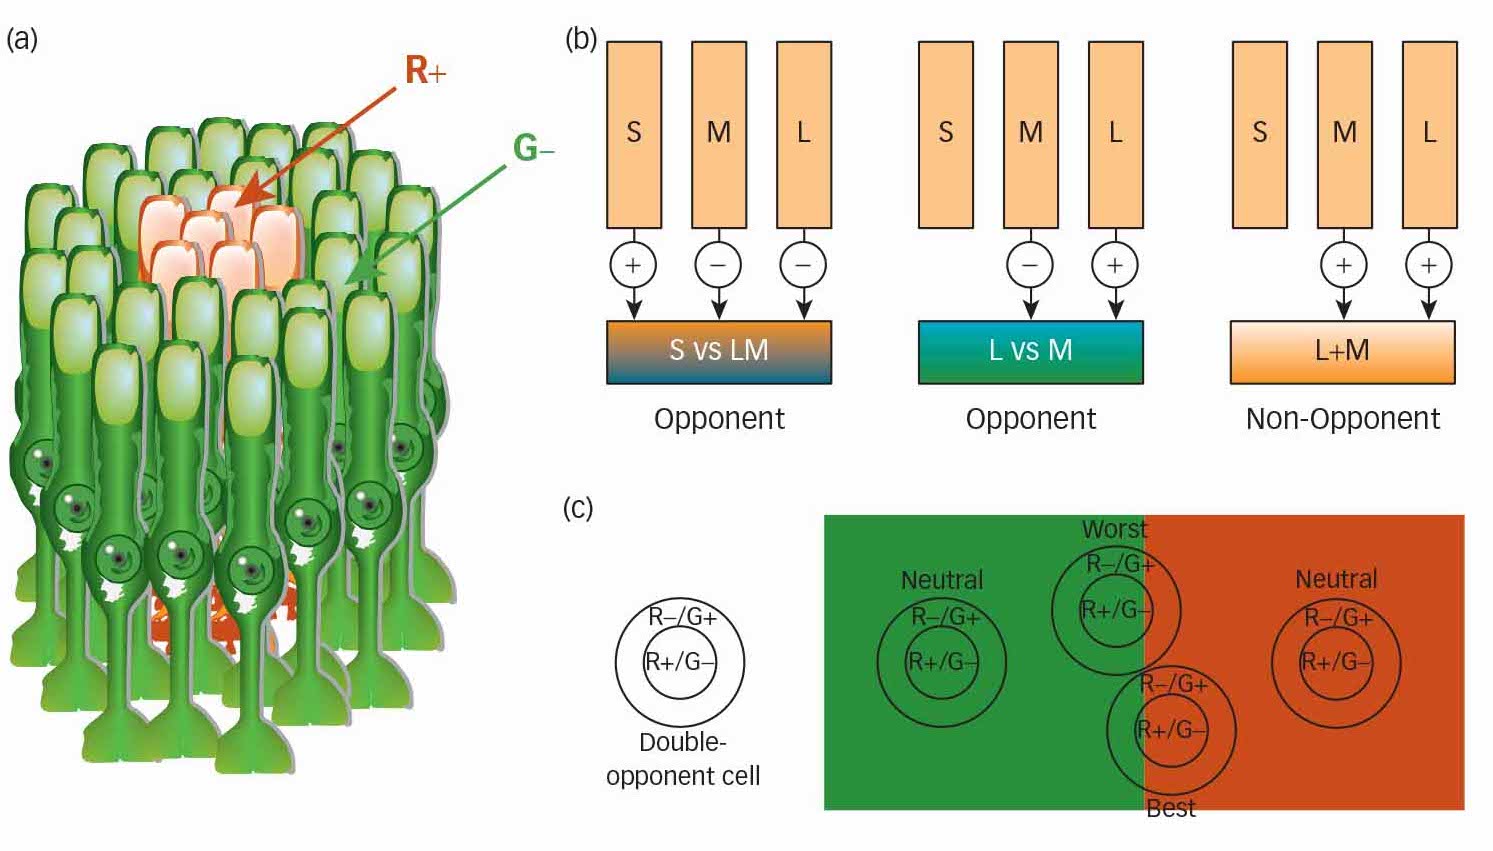 (a)
R+
G−
(b)
S M L
+ − −
S vs LM
Opponent
S M L
− +
L vs M
Opponent
S M L
+ +
L+M
Non-Opponent
(c)
R−/G+
R+/G−
Double-
opponent cell
Neutral
R−/G+
R+/G−
Worst
R−/G+
R+/G−
R−/G+
R+/G−
Best
Neutral
R−/G+
R+/G−